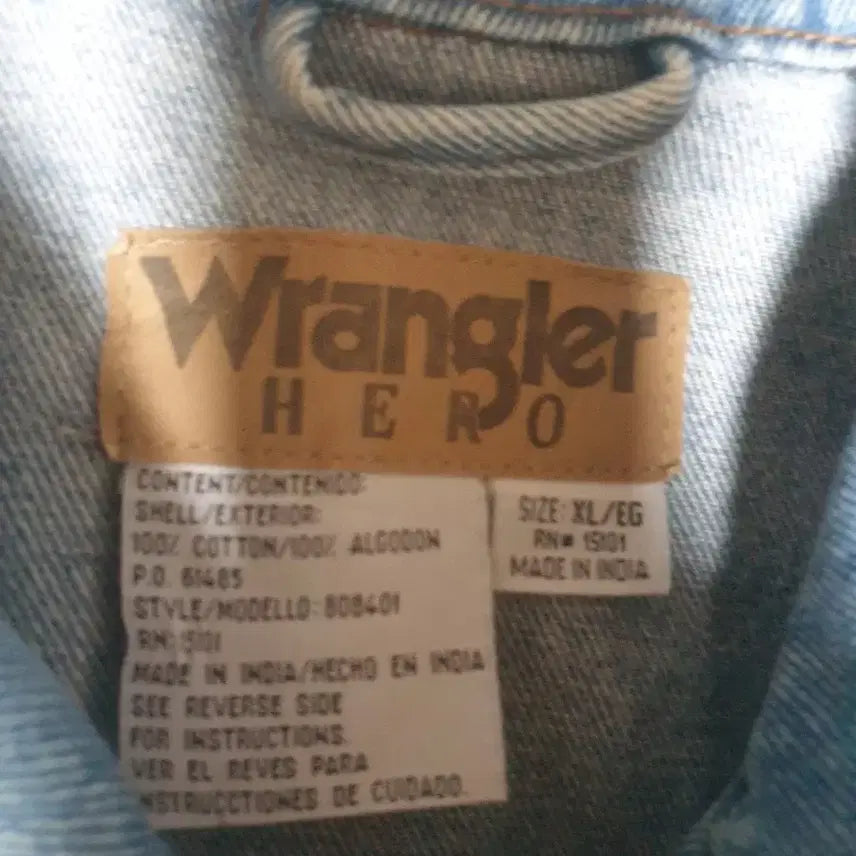 Wrangler
HERO
CONTENT/CONTENIDO:
SHELL/EXTERIOR:
100% COTTON/100% ALGODON
P.O. 61485
STYLE/MODELLO: 808401
RN: 15101
MADE IN INDIA/HECHO EN INDIA
SEE REVERSE SIDE
FOR INSTRUCTIONS.
VER EL REVES PARA
INSTRUCCTIONES DE CUIDADO.
SIZE: XL/EG
RN# 15101
MADE IN INDIA